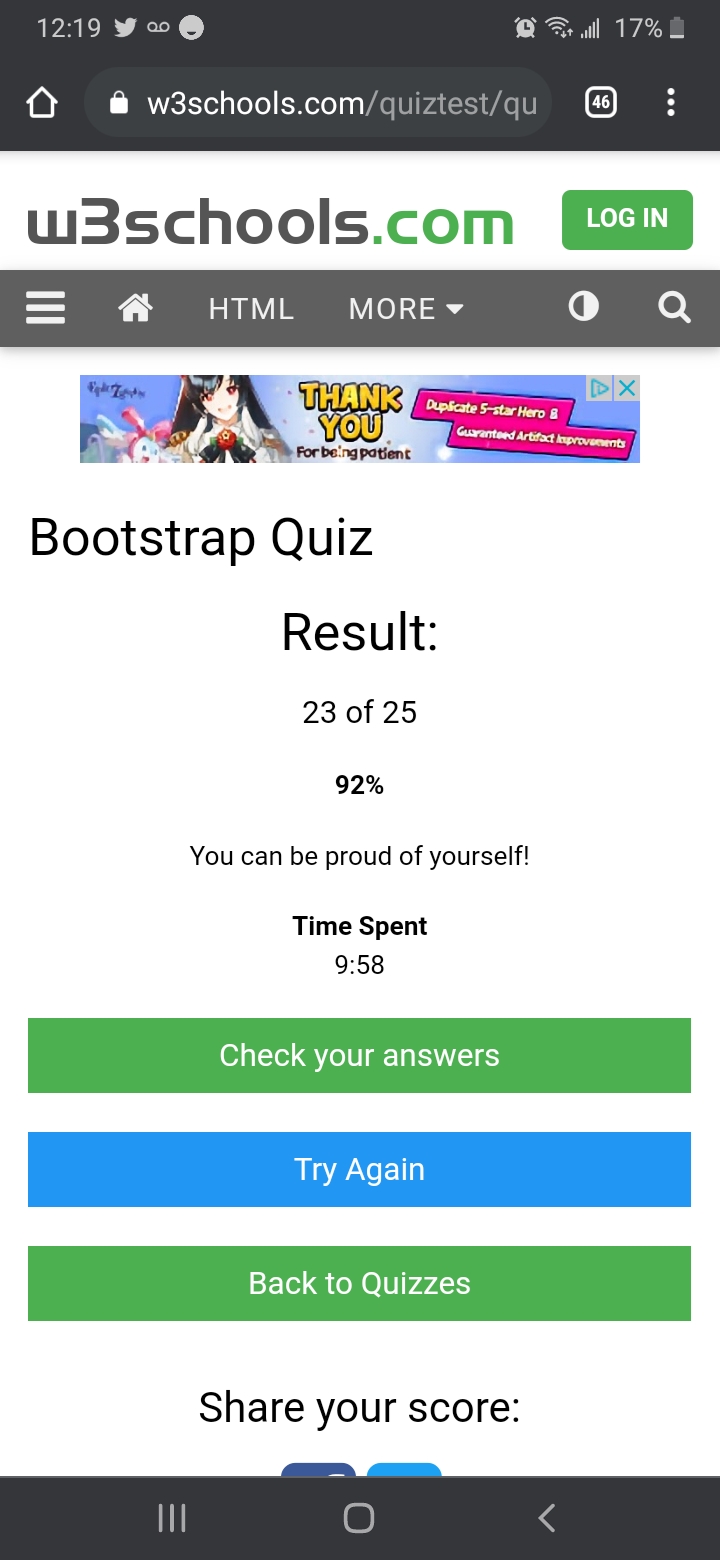 12:19
17%
w3schools.com/quiztest/qu
46
w3schools.com
LOG IN
HTML
MORE
THANK
YOU
For being patient
Duplicate 5-star Hero
Guaranteed Artifact Improvements
Bootstrap Quiz
Result:
23 of 25
92%
You can be proud of yourself!
Time Spent
9:58
Check your answers
Try Again
Back to Quizzes
Share your score: